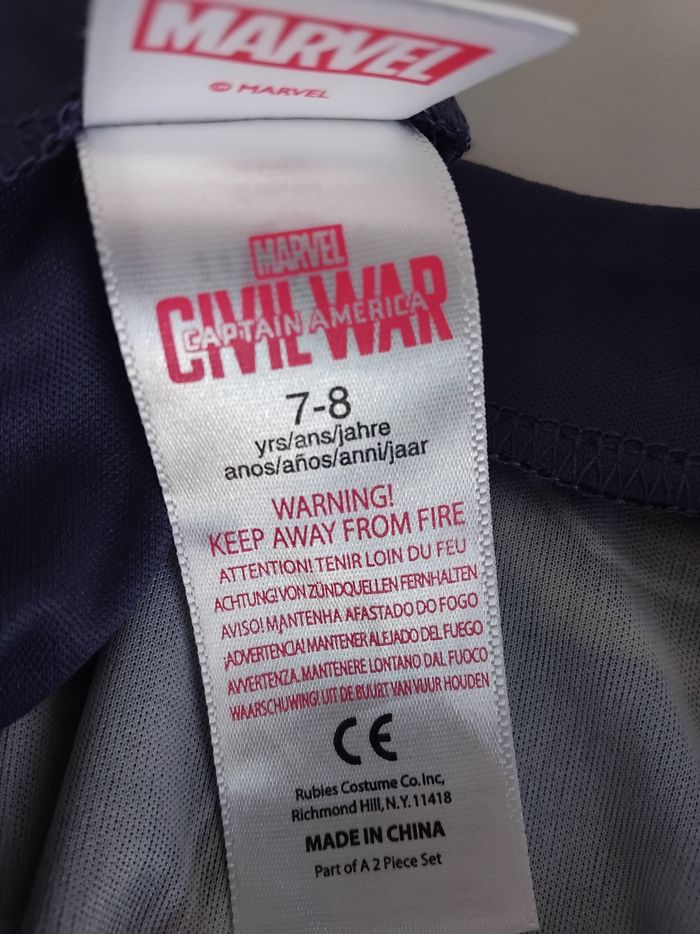 MARVEL
© MARVEL
MARVEL
CAPTAIN AMERICA
CIVIL WAR
7-8
yrs/ans/jahre
anos/años/anni/jaar
WARNING!
KEEP AWAY FROM FIRE
ATTENTION! TENIR LOIN DU FEU
ACHTUNG! VON ZÜNDQUELLEN FERNHALTEN
AVISO! MANTENHA AFASTADO DO FOGO
¡ADVERTENCIA! MANTENER ALEJADO DEL FUEGO
AVVERTENZA. MANTENERE LONTANO DAL FUOCO
WAARSCHUWING! UIT DE BUURT VAN VUUR HOUDEN
CE
Rubies Costume Co. Inc,
Richmond Hill, N.Y. 11418
MADE IN CHINA
Part of A 2 Piece Set